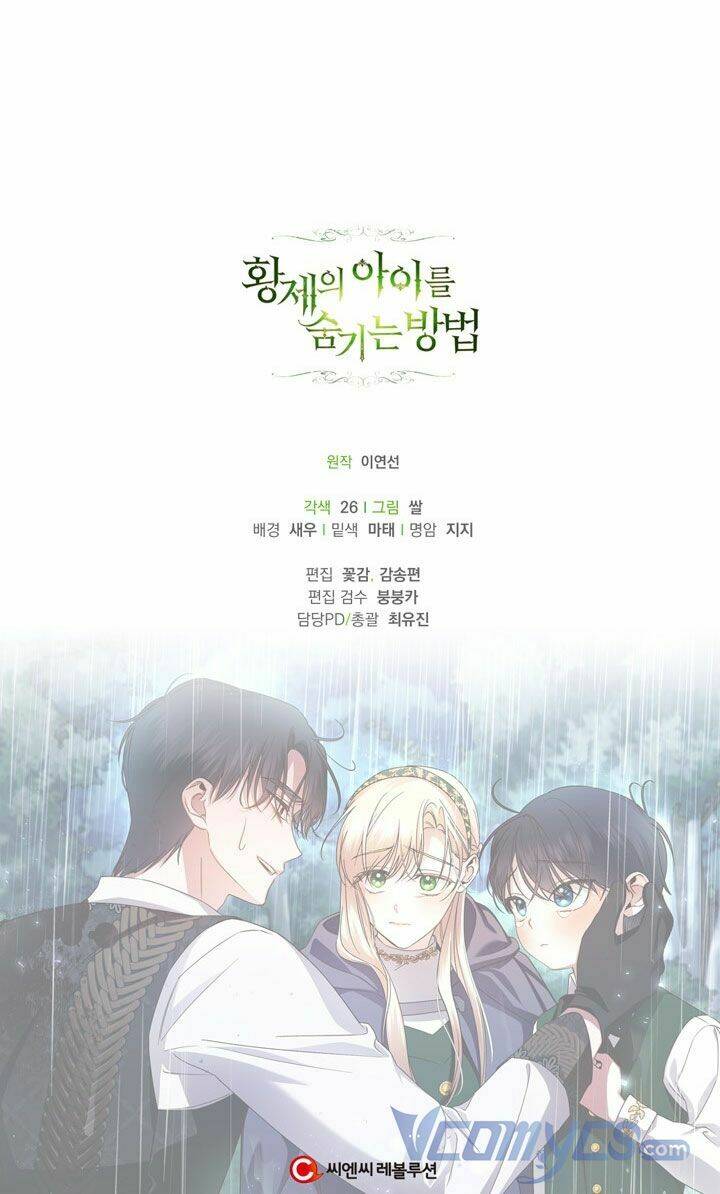 황제의 아이를
숨기는 방법
원작 이연선
각색 26 | 그림 쌀
배경 새우 | 밑색 마태 | 명암 지지
편집 꽃감, 감송편
편집 검수 붕붕카
담당PD/총괄 최유진
VCOMYCS.COM
씨엔씨레볼루션